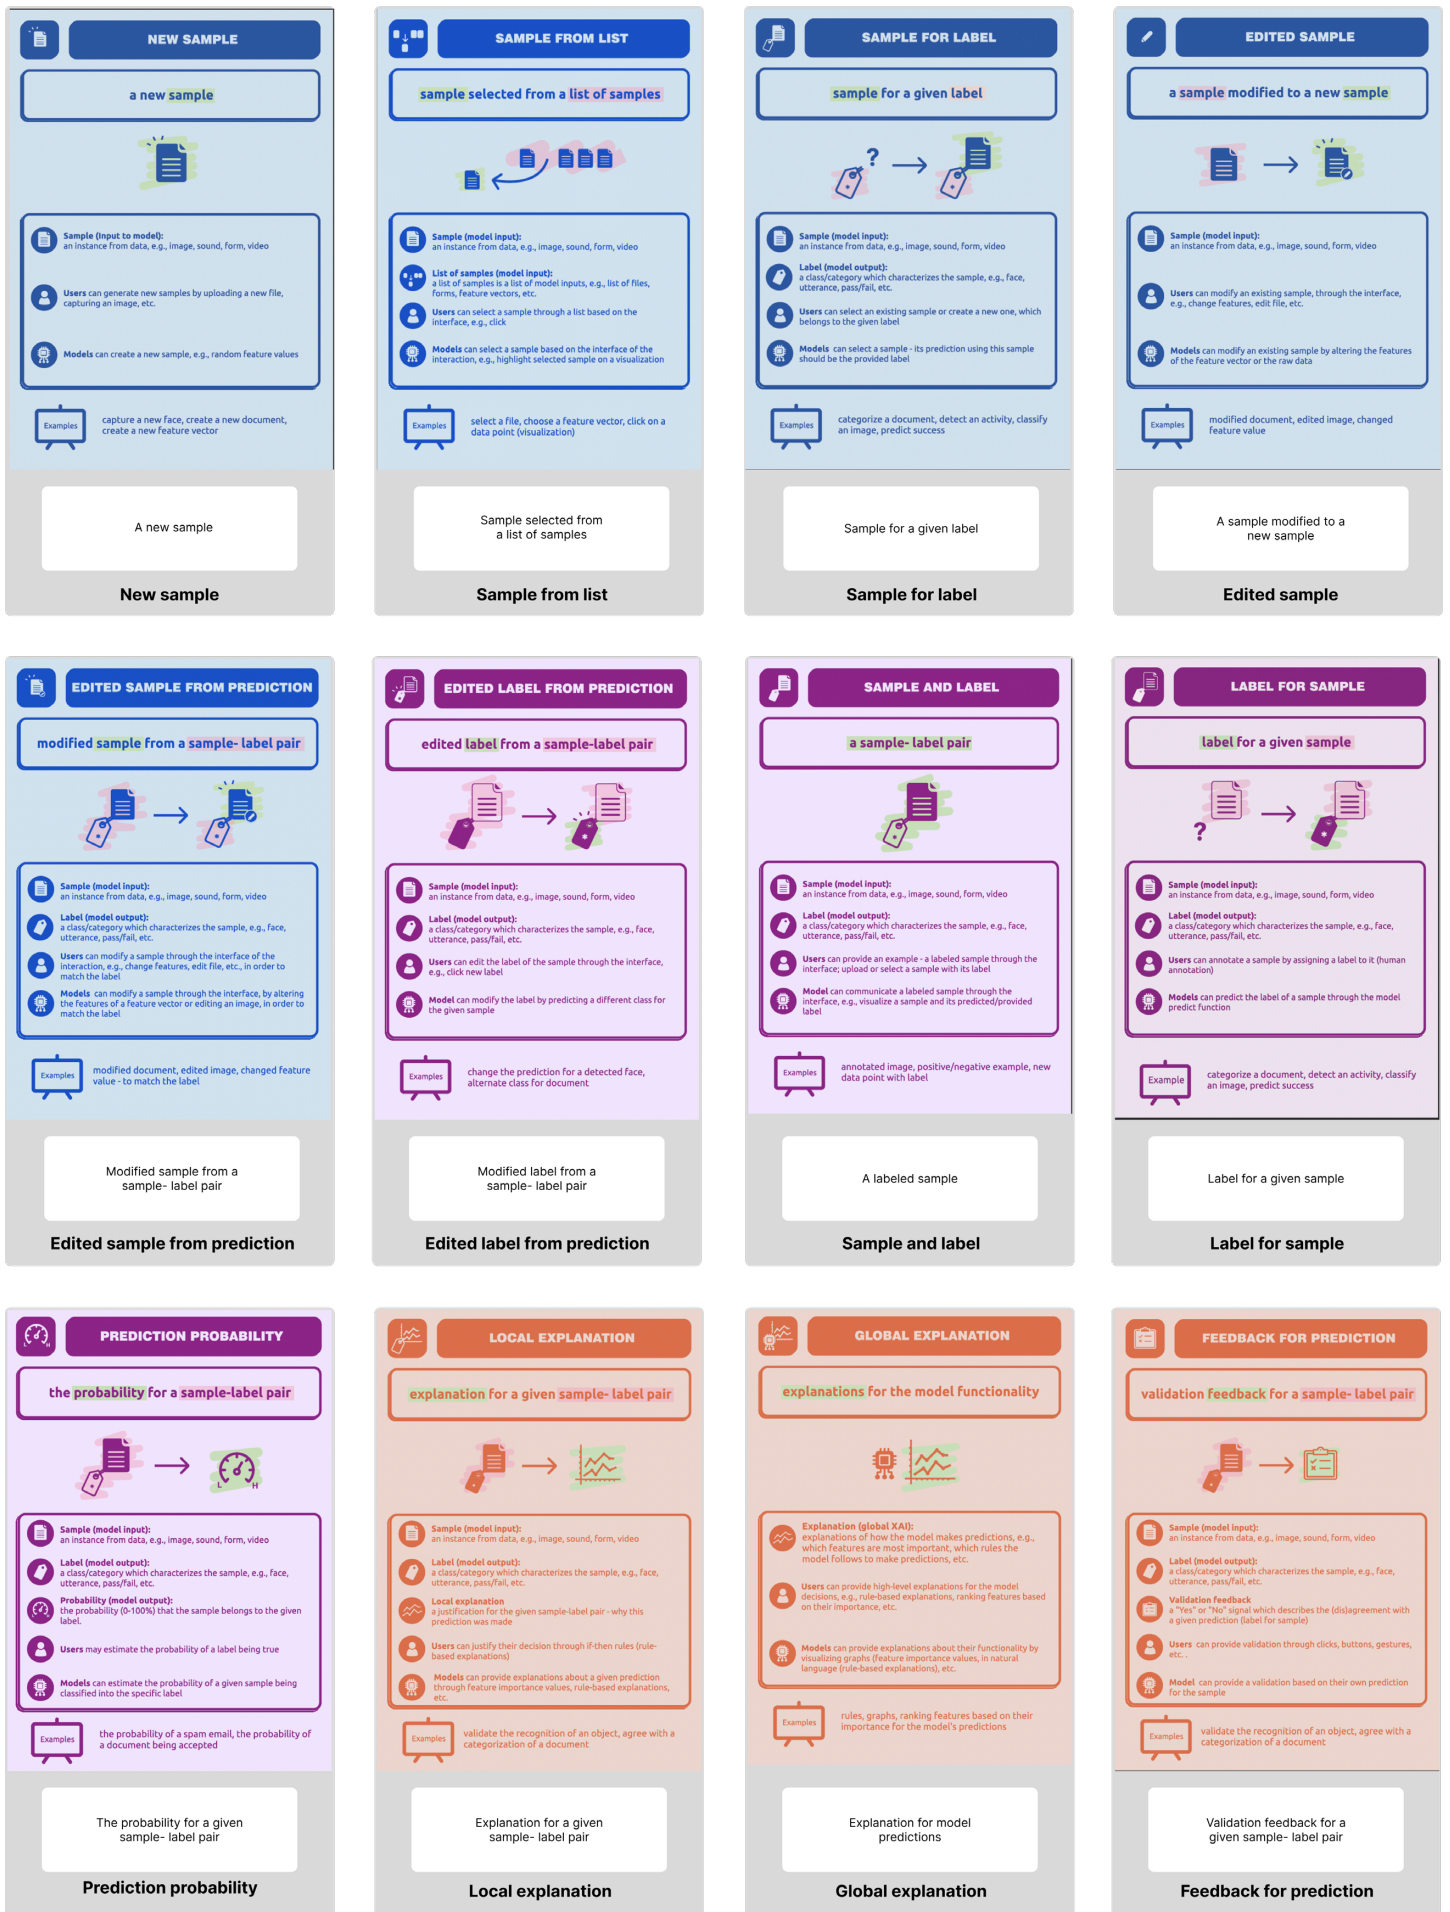 NEW SAMPLE
a new sample
Sample (Input to model):
an instance from data, e.g., image, sound, form, video
Users can generate new samples by uploading a new file,
capturing an image, etc.
Models can create a new sample, e.g., random feature values
Examples
capture a new face, create a new document,
create a new feature vector
A new sample
New sample
SAMPLE FROM LIST
sample selected from a list of samples
Sample (model input):
an instance from data, e.g., image, sound, form, video
List of samples (model input):
a list of samples is a list of model inputs, e.g., list of files,
forms, feature vectors, etc.
Users can select a sample through a list based on the
interface, e.g., click
Models can select a sample based on the interface of the
interaction, e.g., highlight selected sample on a visualization
Examples
select a file, choose a feature vector, click on a
data point (visualization)
Sample selected from
a list of samples
Sample from list
SAMPLE FOR LABEL
sample for a given label
?
Sample (model input):
an instance from data, e.g., image, sound, form, video
Label (model output):
a class/category which characterizes the sample, e.g., face,
utterance, pass/fail, etc.
Users can select an existing sample or create a new one, which
belongs to the given label
Models select a sample - its prediction using this sample
should be the provided label
Examples
categorize a document, detect an activity, classify
an image, predict success
Sample for a given label
Sample for label
EDITED SAMPLE
a sample modified to a new sample
Sample (model input):
an instance from data, e.g., image, sound, form, video
Users can modify an existing sample, through the interface,
e.g., change features, edit file, etc.
Models can modify an existing sample by altering the features
of the feature vector or the raw data
Examples
modified document, edited image, changed
feature value
A sample modified to a
new sample
Edited sample
EDITED SAMPLE FROM PREDICTION
modified sample from a sample- label pair
Sample (model input):
an instance from data, e.g., image, sound, form, video
Label (model output):
a class/category which characterizes the sample, e.g., face,
utterance, pass/fail, etc.
Users can modify a sample through the interface of the
interaction, e.g., change features, edit file, etc., in order to
match the label
Models can modify a sample through the interface, by altering
the features of a feature vector or editing an image, in order to
match the label
Examples
modified document, edited image, changed feature
value - to match the label
Modified sample from a
sample- label pair
Edited sample from prediction
EDITED LABEL FROM PREDICTION
edited label from a sample-label pair
Sample (model input):
an instance from data, e.g., image, sound, form, video
Label (model output):
a class/category which characterizes the sample, e.g., face,
utterance, pass/fail, etc.
Users can edit the label of the sample through the interface,
e.g., click new label
Model can modify the label by predicting a different class for
the given sample
Examples
change the prediction for a detected face,
alternate class for document
Modified label from a
sample- label pair
Edited label from prediction
SAMPLE AND LABEL
a sample- label pair
Sample (model input):
an instance from data, e.g., image, sound, form, video
Label (model output):
a class/category which characterizes the sample, e.g., face,
utterance, pass/fail, etc.
Users can provide an example - a labeled sample through the
interface; upload or select a sample with its label
Model can communicate a labeled sample through the
interface, e.g., visualize a sample and its predicted/provided
label
Examples
annotated image, positive/negative example, new
data point with label
A labeled sample
Sample and label
LABEL FOR SAMPLE
label for a given sample
?
Sample (model input):
an instance from data, e.g., image, sound, form, video
Label (model output):
a class/category which characterizes the sample, e.g., face,
utterance, pass/fail, etc.
Users can annotate a sample by assigning a label to it (human
annotation)
Models can predict the label of a sample through the model
predict function
Example
categorize a document, detect an activity, classify
an image, predict success
Label for a given sample
Label for sample
L H
PREDICTION PROBABILITY
the probability for a sample-label pair
L H
Sample (model input):
an instance from data, e.g., image, sound, form, video
Label (model output):
a class/category which characterizes the sample, e.g., face,
utterance, pass/fail, etc.
Probability (model output):
the probability (0-100%) that the sample belongs to the given
label.
Users may estimate the probability of a label being true
Models can estimate the probability of a given sample being
classified into the specific label
Examples
the probability of a spam email, the probability of
a document being accepted
The probability for a given
sample- label pair
Prediction probability
LOCAL EXPLANATION
explanation for a given sample- label pair
Sample (model input):
an instance from data, e.g., image, sound, form, video
Label (model output):
a class/category which characterizes the sample, e.g., face,
utterance, pass/fail, etc.
Local explanation
a justification for the given sample-label pair - why this
prediction was made
Users can justify their decision through if-then rules (rule-
based explanations)
Models can provide explanations about a given prediction
through feature importance values, rule-based explanations,
etc.
Examples
validate the recognition of an object, agree with a
categorization of a document
Explanation for a given
sample- label pair
Local explanation
GLOBAL EXPLANATION
explanations for the model functionality
Explanation (global XAI):
explanations of how the model makes predictions, e.g.,
which features are most important, which rules the
model follows to make predictions, etc.
Users can provide high-level explanations for the model
decisions, e.g., rule-based explanations, ranking features based
on their importance, etc.
Models can provide explanations about their functionality by
visualizing graphs (feature importance values, in natural
language (rule-based explanations), etc.
Examples
rules, graphs, ranking features based on their
importance for the model's predictions
Explanation for model
predictions
Global explanation
FEEDBACK FOR PREDICTION
validation feedback for a sample- label pair
Sample (model input):
an instance from data, e.g., image, sound, form, video
Label (model output):
a class/category which characterizes the sample, e.g., face,
utterance, pass/fail, etc.
Validation feedback
a "Yes" or "No" signal which describes the (dis)agreement with
a given prediction (label for sample)
Users can provide validation through clicks, buttons, gestures,
etc. .
Model can provide a validation based on their own prediction
for the sample
Examples
validate the recognition of an object, agree with a
categorization of a document
Validation feedback for a
given sample- label pair
Feedback for prediction